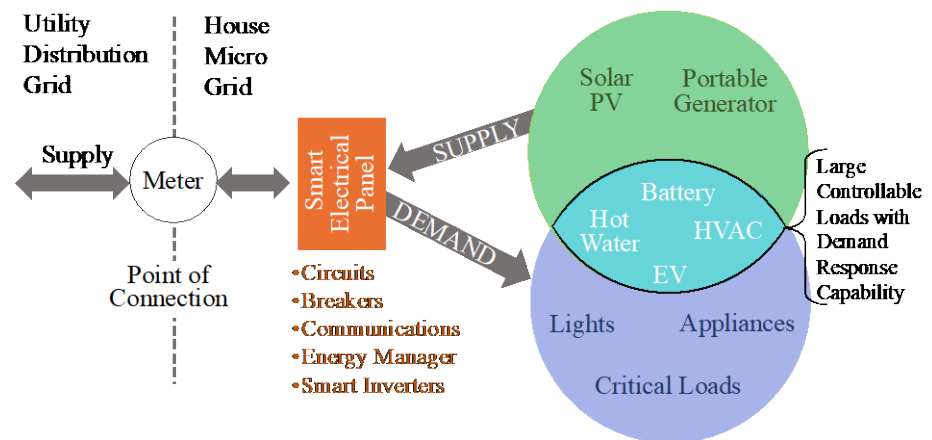 Utility
Distribution
Grid
House
Micro
Grid
Supply
Meter
Point of
Connection
Smart
Electrical
Panel
•Circuits
•Breakers
•Communications
•Energy Manager
•Smart Inverters
SUPPLY
DEMAND
Solar
PV
Portable
Generator
Battery
Hot
Water
HVAC
EV
Lights
Appliances
Critical Loads
Large
Controllable
Loads with
Demand
Response
Capability